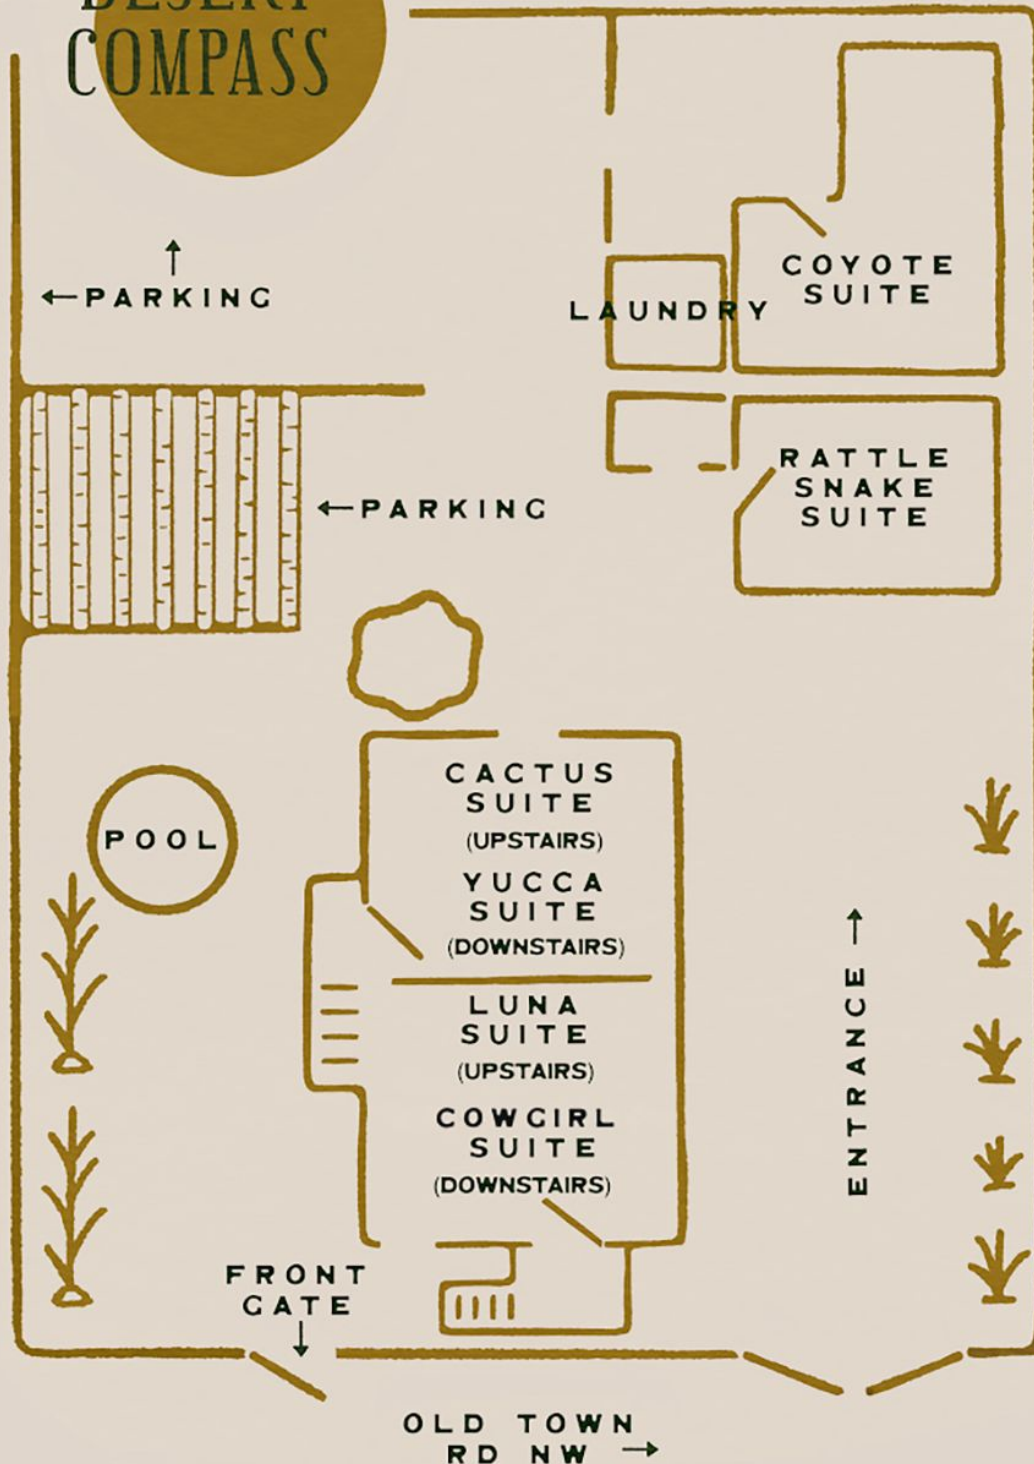 DESERT
COMPASS
←PARKING
COYOTE
SUITE
LAUNDRY
←PARKING
RATTLE
SNAKE
SUITE
CACTUS
SUITE
(UPSTAIRS)
POOL
YUCCA
SUITE
(DOWNSTAIRS)
LUNA
SUITE
(UPSTAIRS)
ENTRANCE →
COWGIRL
SUITE
(DOWNSTAIRS)
FRONT
GATE
OLD TOWN
RD NW →